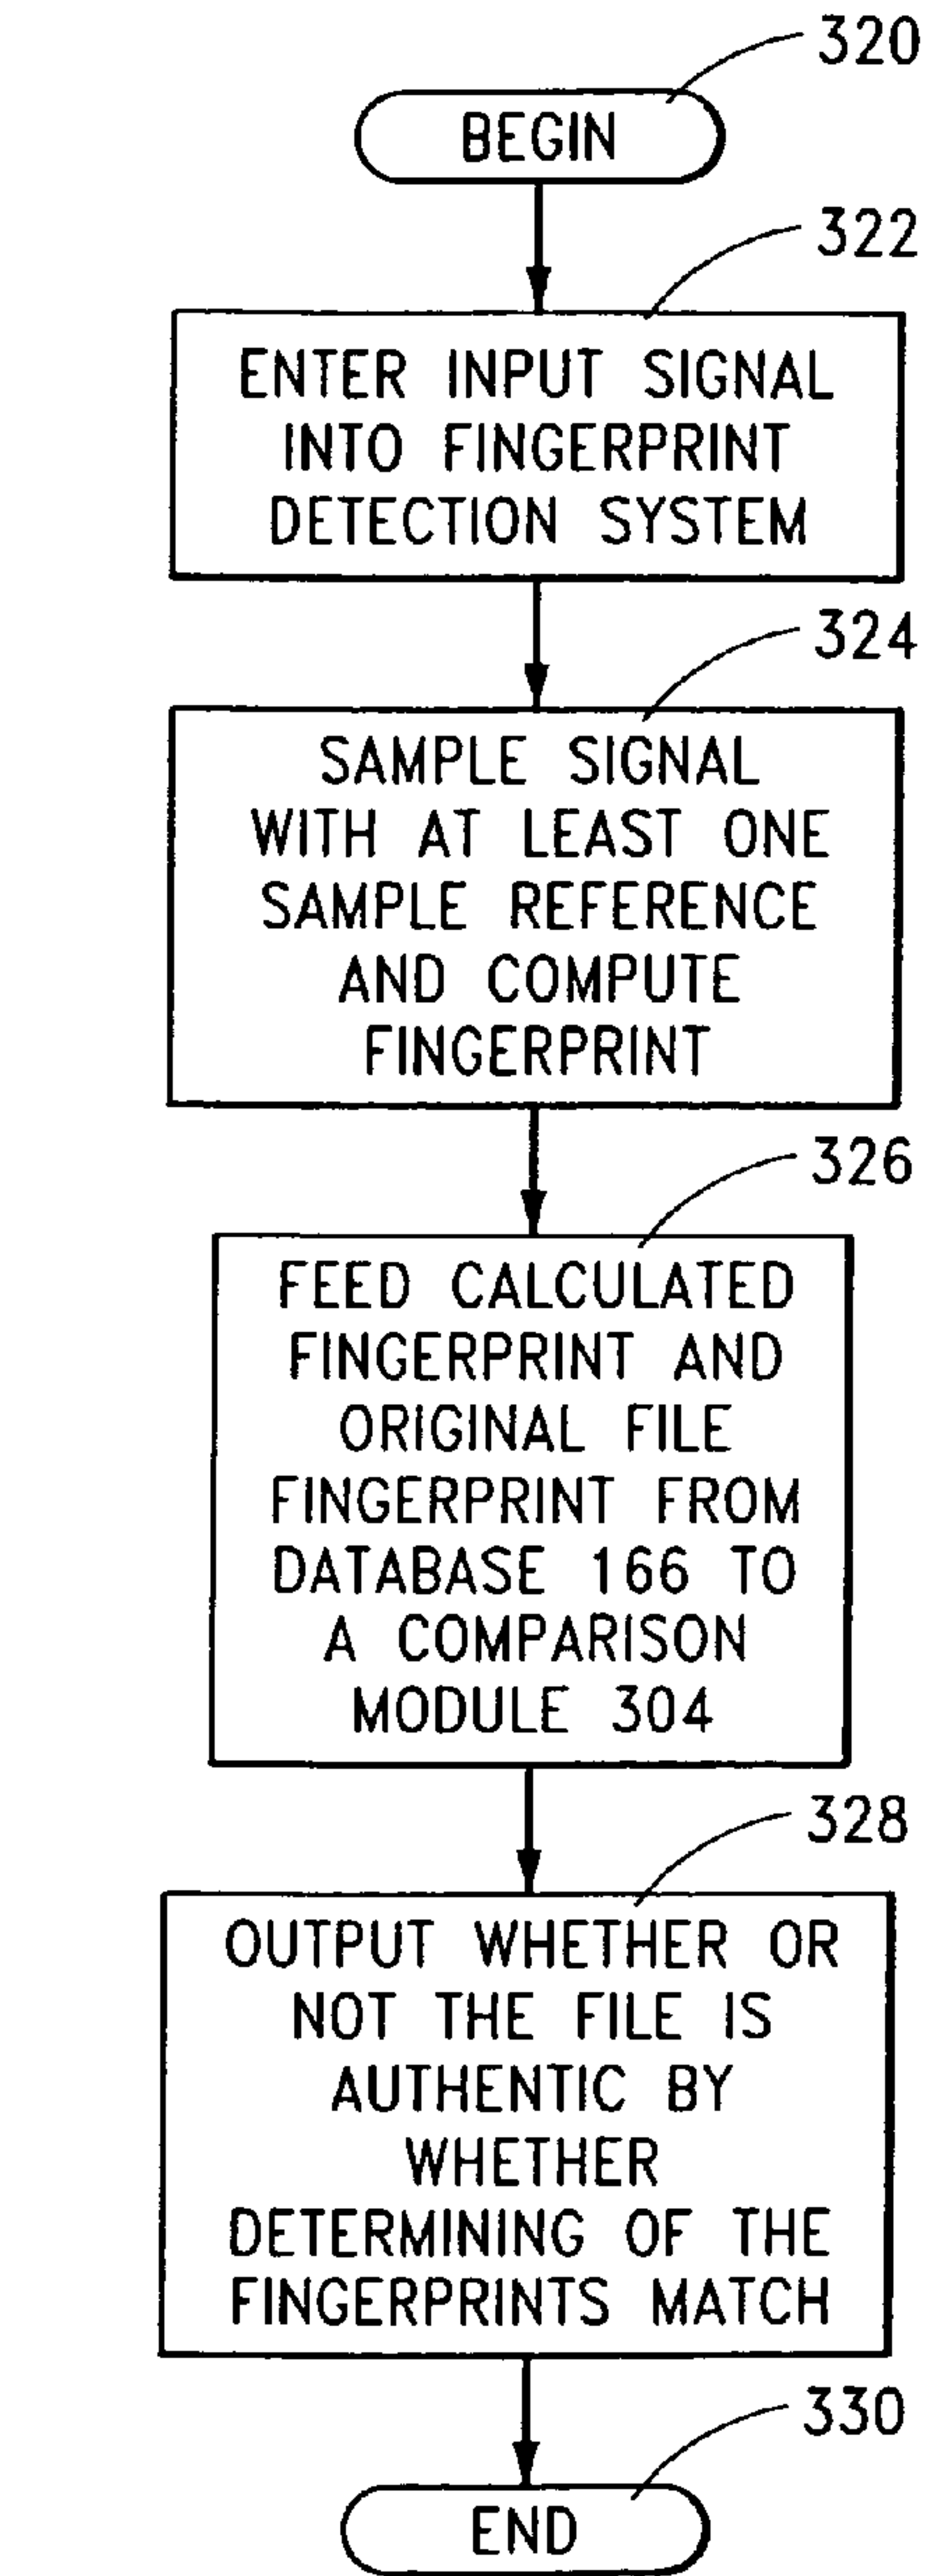 320
BEGIN
322
ENTER INPUT SIGNAL
INTO FINGERPRINT
DETECTION SYSTEM
324
SAMPLE SIGNAL
WITH AT LEAST ONE
SAMPLE REFERENCE
AND COMPUTE
FINGERPRINT
326
FEED CALCULATED
FINGERPRINT AND
ORIGINAL FILE
FINGERPRINT FROM
DATABASE 166 TO
A COMPARISON
MODULE 304
328
OUTPUT WHETHER OR
NOT THE FILE IS
AUTHENTIC BY
WHETHER
DETERMINING OF THE
FINGERPRINTS MATCH
330
END